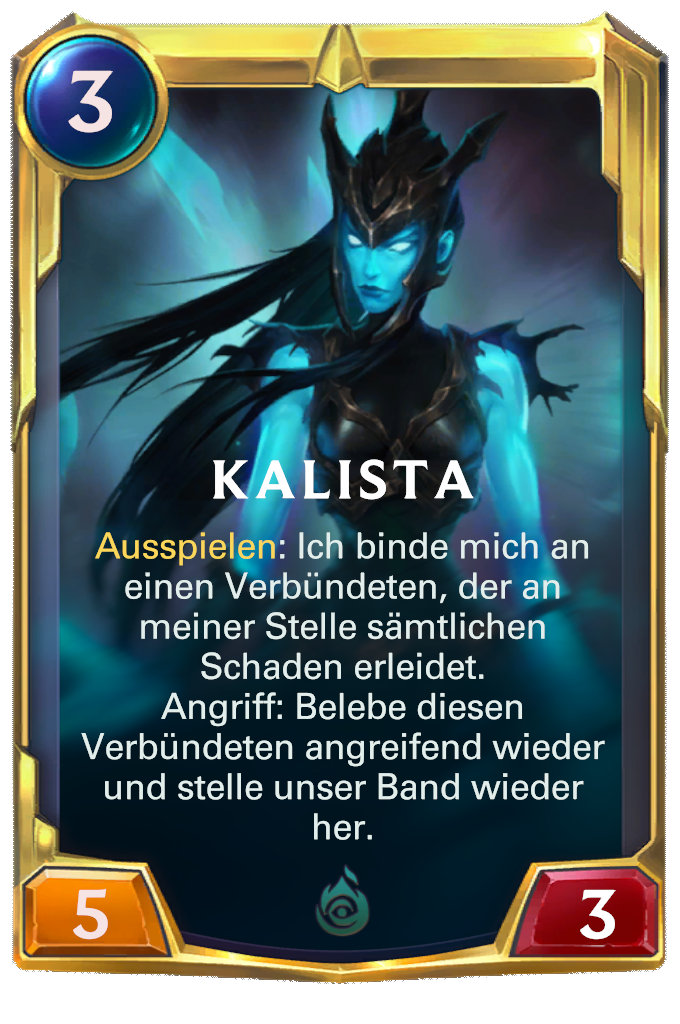 3
KALISTA
Ausspielen: Ich binde mich an
einen Verbündeten, der an
meiner Stelle sämtlichen
Schaden erleidet.
Angriff: Belebe diesen
Verbündeten angreifend wieder
und stelle unser Band wieder
her.
5
3